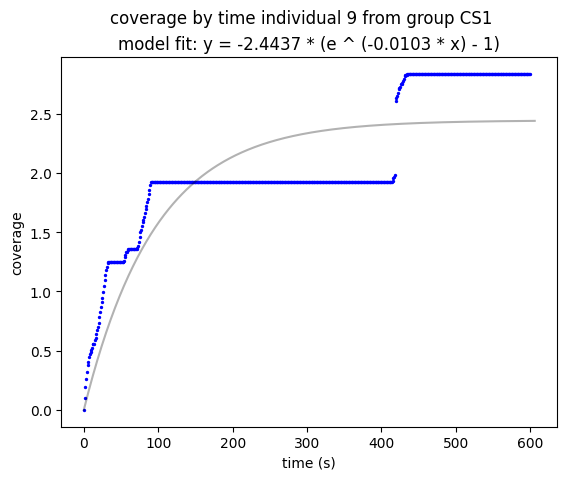 coverage by time individual 9 from group CS1
model fit: y = -2.4437 * (e ^ (-0.0103 * x) - 1)
2.5
2.0
1.5
1.0
0.5
0.0
coverage
0 100 200 300 400 500 600
time (s)